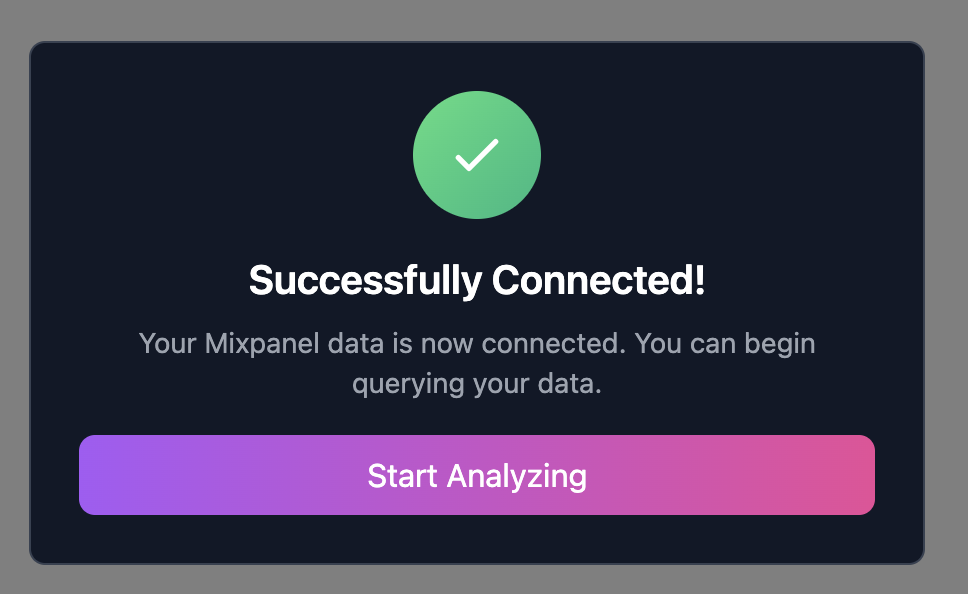 Successfully Connected!
Your Mixpanel data is now connected. You can begin
querying your data.
Start Analyzing